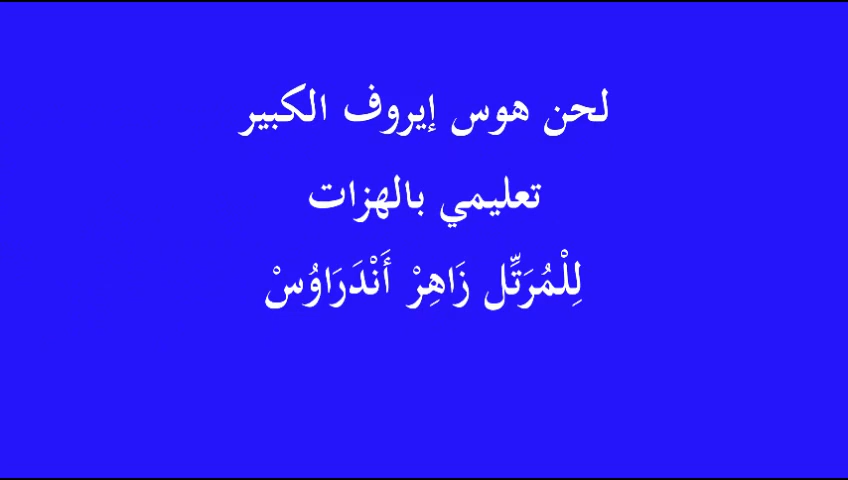 لحن هوس إيروف الكبير
تعليمي بالهزات
لِلْمُرَتِّل زَاهِرْ أَنْدَرَاوُسْ